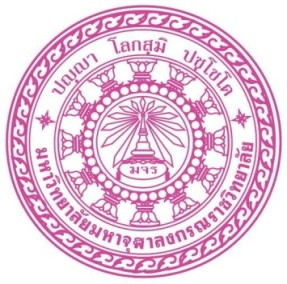 ปญฺญา โลกสฺมิ ปชฺโชโต
มจร
มหาวิทยาลัยมหาจุฬาลงกรณราชวิทยาลัย